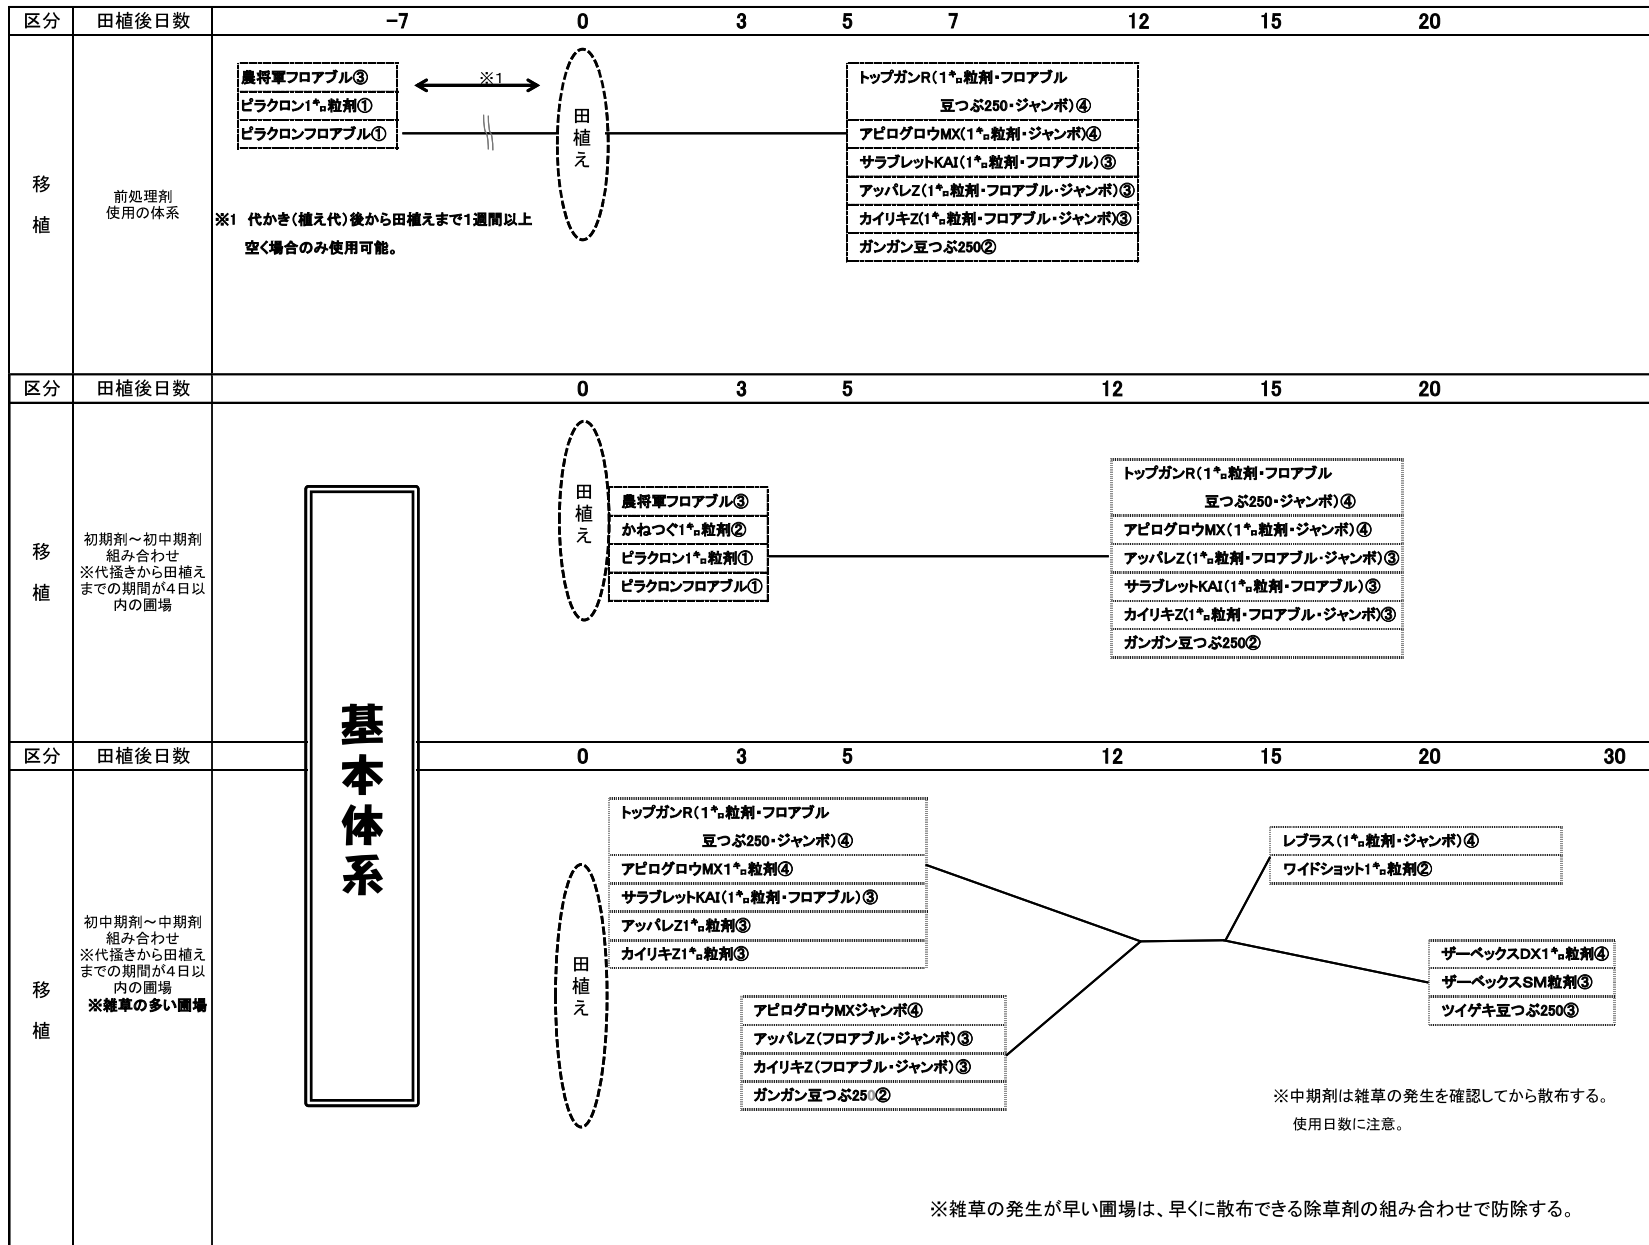 区分 田植後日数 −7 0 3 5 7 12 15 20
移植
前処理剤
使用の体系
農将軍フロアブル③
ピラクロン1㌔粒剤①
ピラクロンフロアブル①
※1
※1 代かき(植え代)後から田植えまで1週間以上
空く場合のみ使用可能。
田植え
トップガンR(1㌔粒剤・フロアブル
豆つぶ250・ジャンボ)④
アピログロウMX(1㌔粒剤・ジャンボ)④
サラブレットKAI(1㌔粒剤・フロアブル)③
アッパレZ(1㌔粒剤・フロアブル・ジャンボ)③
カイリキZ(1㌔粒剤・フロアブル・ジャンボ)③
ガンガン豆つぶ250②
区分 田植後日数 0 3 5 12 15 20
移植
初期剤～初中期剤
組み合わせ
※代掻きから田植え
までの期間が4日以
内の圃場
基本体系
田植え
農将軍フロアブル③
かねつぐ1㌔粒剤②
ピラクロン1㌔粒剤①
ピラクロンフロアブル①
トップガンR(1㌔粒剤・フロアブル
豆つぶ250・ジャンボ)④
アピログロウMX(1㌔粒剤・ジャンボ)④
アッパレZ(1㌔粒剤・フロアブル・ジャンボ)③
サラブレットKAI(1㌔粒剤・フロアブル)③
カイリキZ(1㌔粒剤・フロアブル・ジャンボ)③
ガンガン豆つぶ250②
区分 田植後日数 0 3 5 12 15 20 30
移植
初中期剤～中期剤
組み合わせ
※代掻きから田植え
までの期間が4日以
内の圃場
※雑草の多い圃場
田植え
トップガンR(1㌔粒剤・フロアブル
豆つぶ250・ジャンボ)④
アピログロウMX1㌔粒剤④
サラブレットKAI(1㌔粒剤・フロアブル)③
アッパレZ1㌔粒剤③
カイリキZ1㌔粒剤③
アピログロウMXジャンボ④
アッパレZ(フロアブル・ジャンボ)③
カイリキZ(フロアブル・ジャンボ)③
ガンガン豆つぶ250②
レブラス(1㌔粒剤・ジャンボ)④
ワイドショット1㌔粒剤②
ザーベックスDX1㌔粒剤④
ザーベックスSM粒剤③
ツイゲキ豆つぶ250③
※中期剤は雑草の発生を確認してから散布する。
使用日数に注意。
※雑草の発生が早い圃場は、早くに散布できる除草剤の組み合わせで防除する。